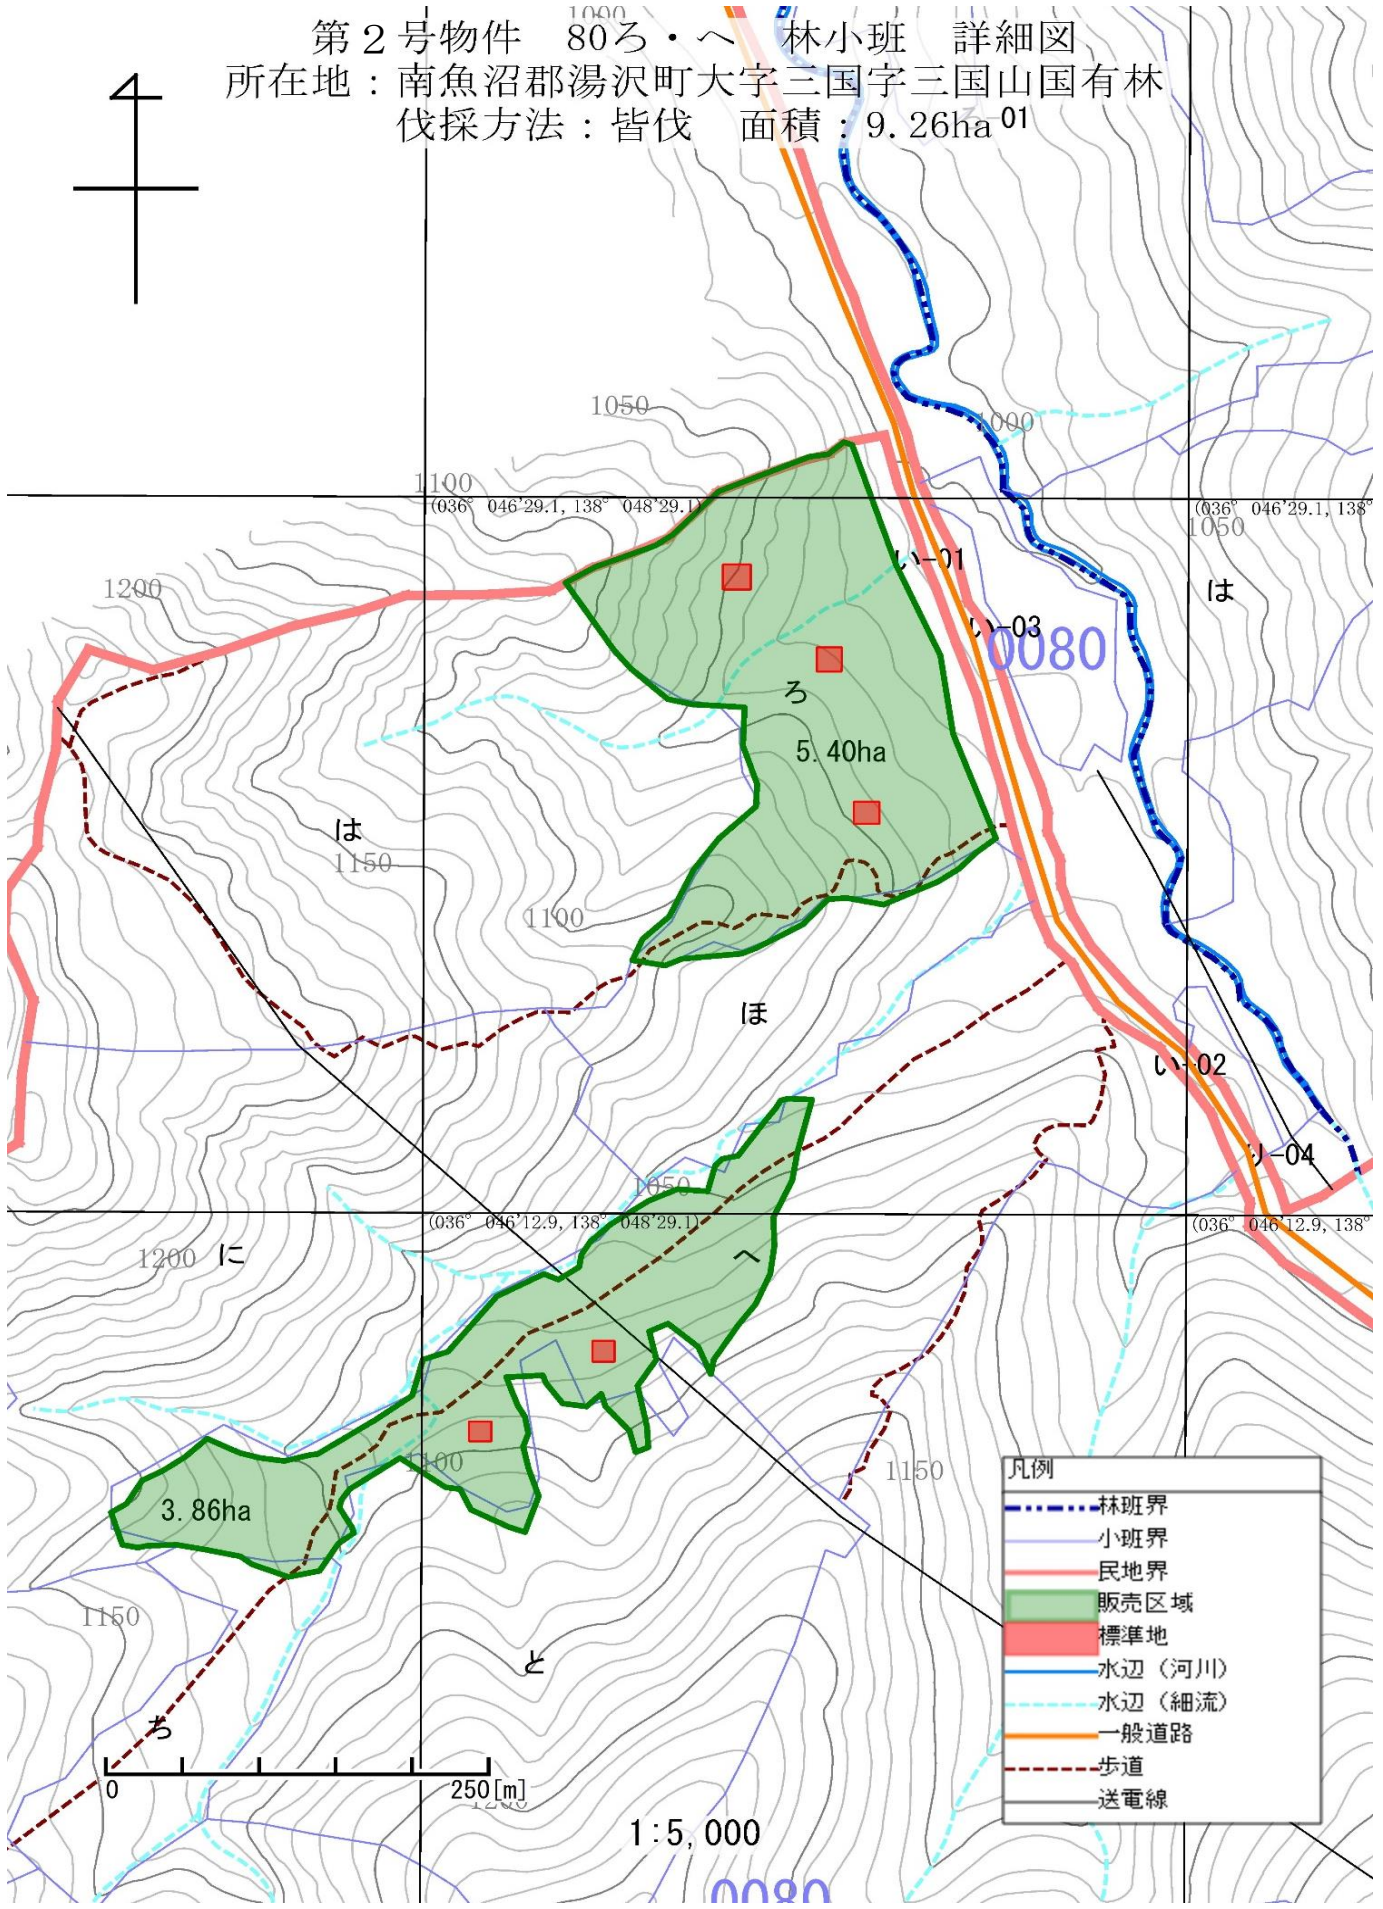 1000
第２号物件　80ろ・へ　林小班　詳細図
所在地：南魚沼郡湯沢町大字三国字三国山国有林
伐採方法：皆伐　面積：9.26ha
01
1050
1000
1100
(036° 046'29.1, 138° 048'29.1)
(036° 046'29.1, 138°
1050
い-01
1200
は
い-03
0080
ろ
5.40ha
は
1150
1100
ほ
い-02
り-04
1050
(036° 046'12.9, 138° 048'29.1)
(036° 046'12.9, 138°
1200
に
へ
1100
1150
3.86ha
凡例
林班界
小班界
民地界
販売区域
標準地
水辺（河川）
水辺（細流）
一般道路
歩道
送電線
1150
と
ち
0
250[m]
1200
1:5,000
0080